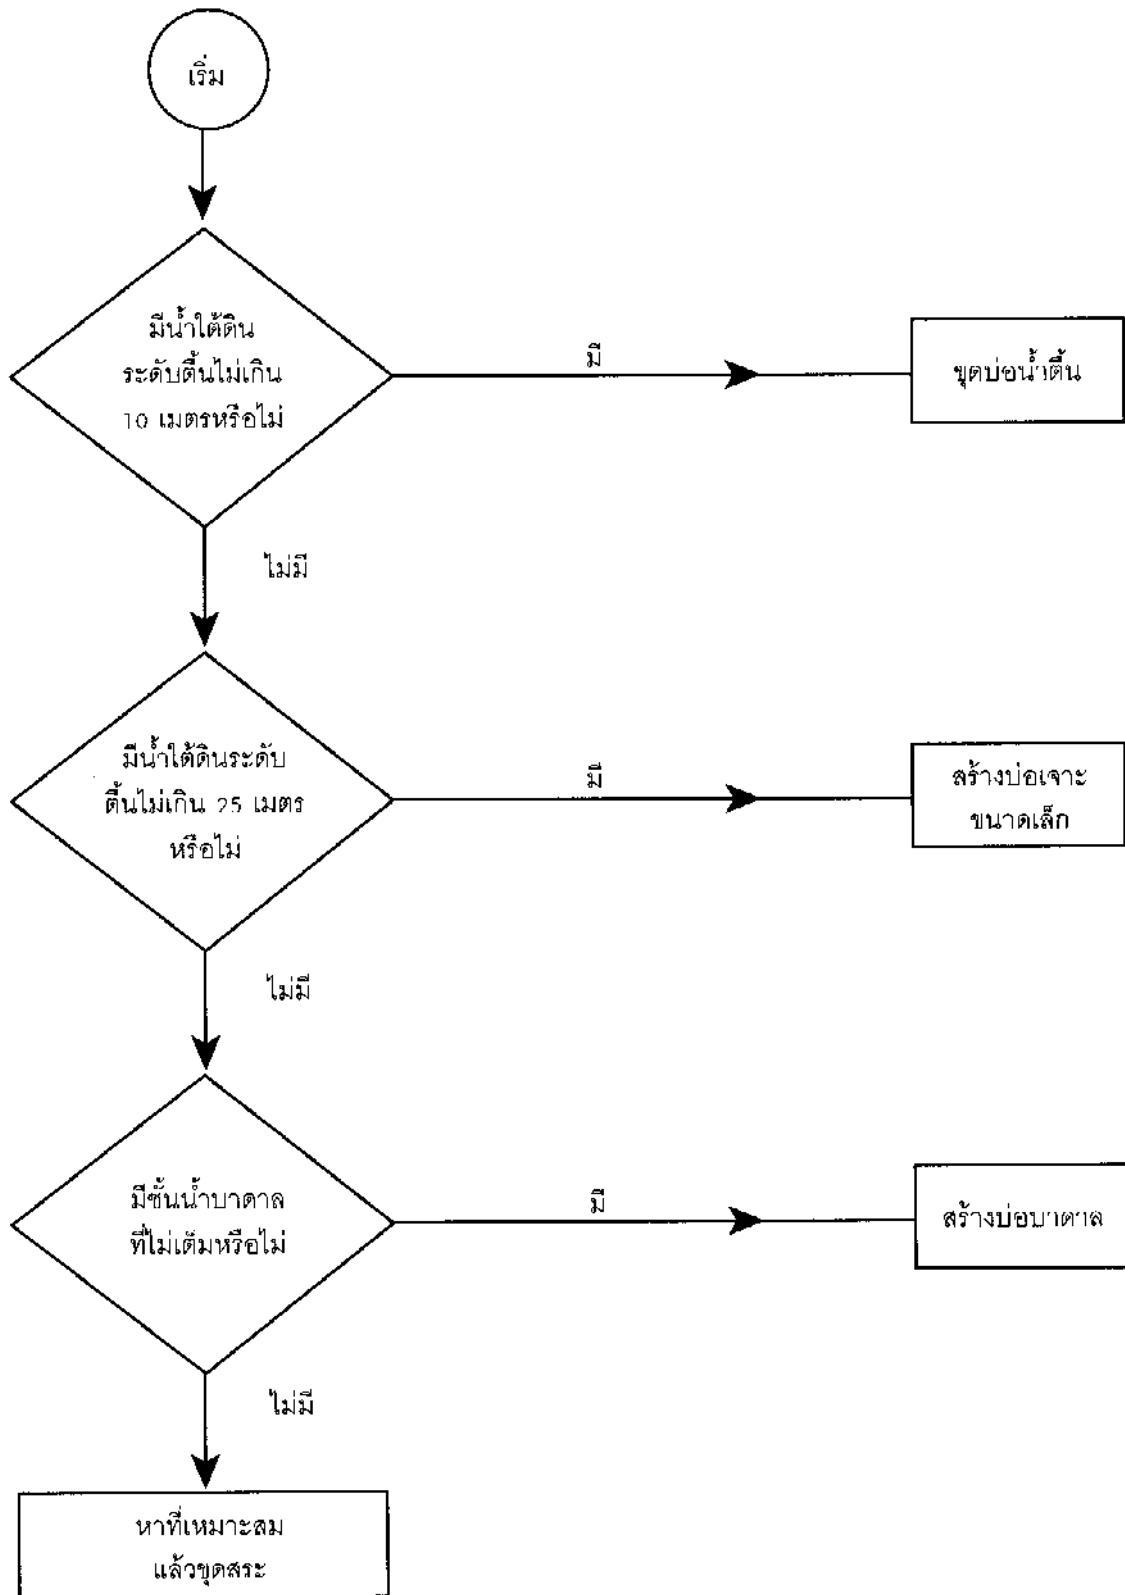 เริ่ม
มีน้ำใต้ดิน
ระดับตื้นไม่เกิน
10 เมตรหรือไม่
มี
ขุดบ่อน้ำตื้น
ไม่มี
มีน้ำใต้ดินระดับ
ตื้นไม่เกิน 25 เมตร
หรือไม่
มี
สร้างบ่อเจาะ
ขนาดเล็ก
ไม่มี
มีชั้นน้ำบาดาล
ที่ไม่เต็มหรือไม่
มี
สร้างบ่อบาดาล
ไม่มี
หาที่เหมาะสม
แล้วขุดสระ